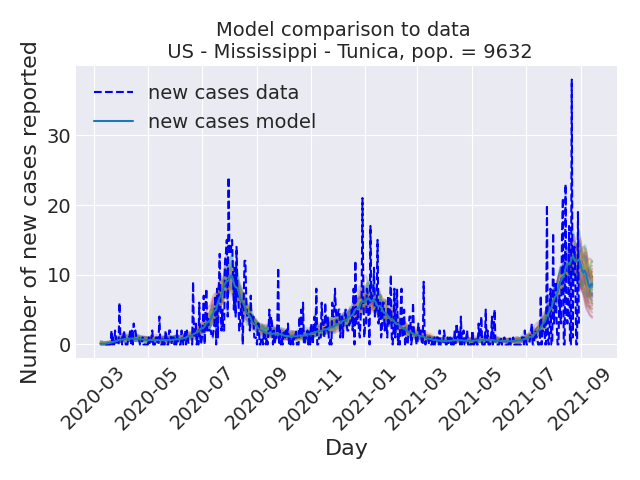 Model comparison to data
US - Mississippi - Tunica, pop. = 9632
Number of new cases reported
new cases data
new cases model
30
20
10
0
2020-03
2020-05
2020-07
2020-09
2020-11
2021-01
2021-03
2021-05
2021-07
2021-09
Day